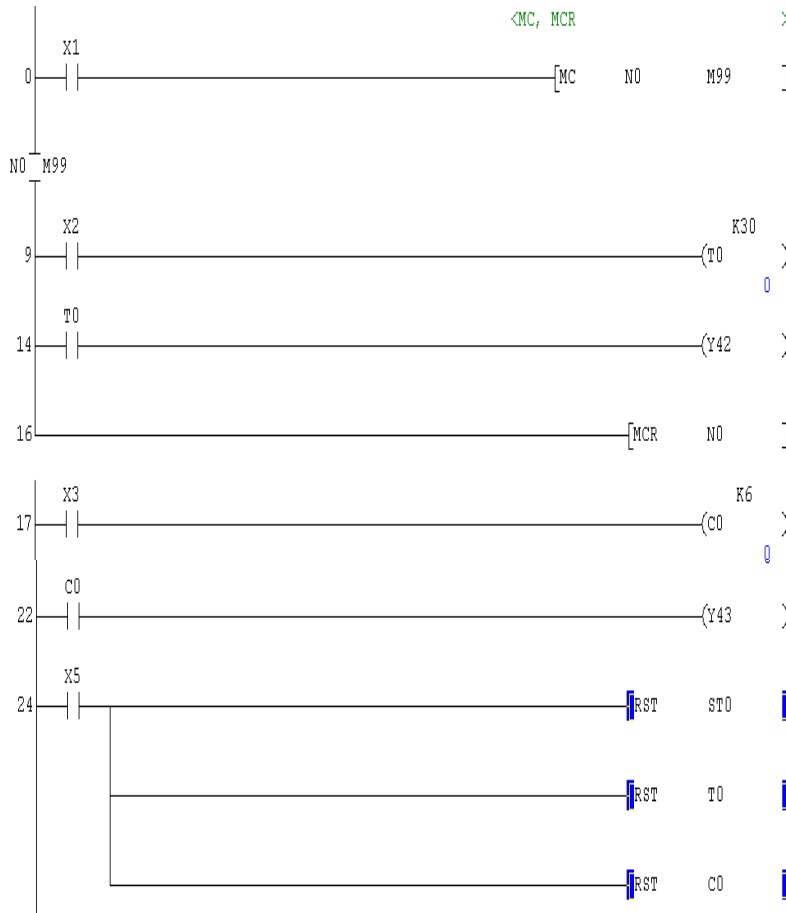 <MC, MCR >
X1
0 [MC N0 M99 ]
N0 M99
X2 K30
9 (T0 )
0
T0
14 (Y42 )
16 [MCR N0 ]
X3 K6
17 (C0 )
0
C0
22 (Y43 )
X5
24 [RST ST0 ]
[RST T0 ]
[RST C0 ]